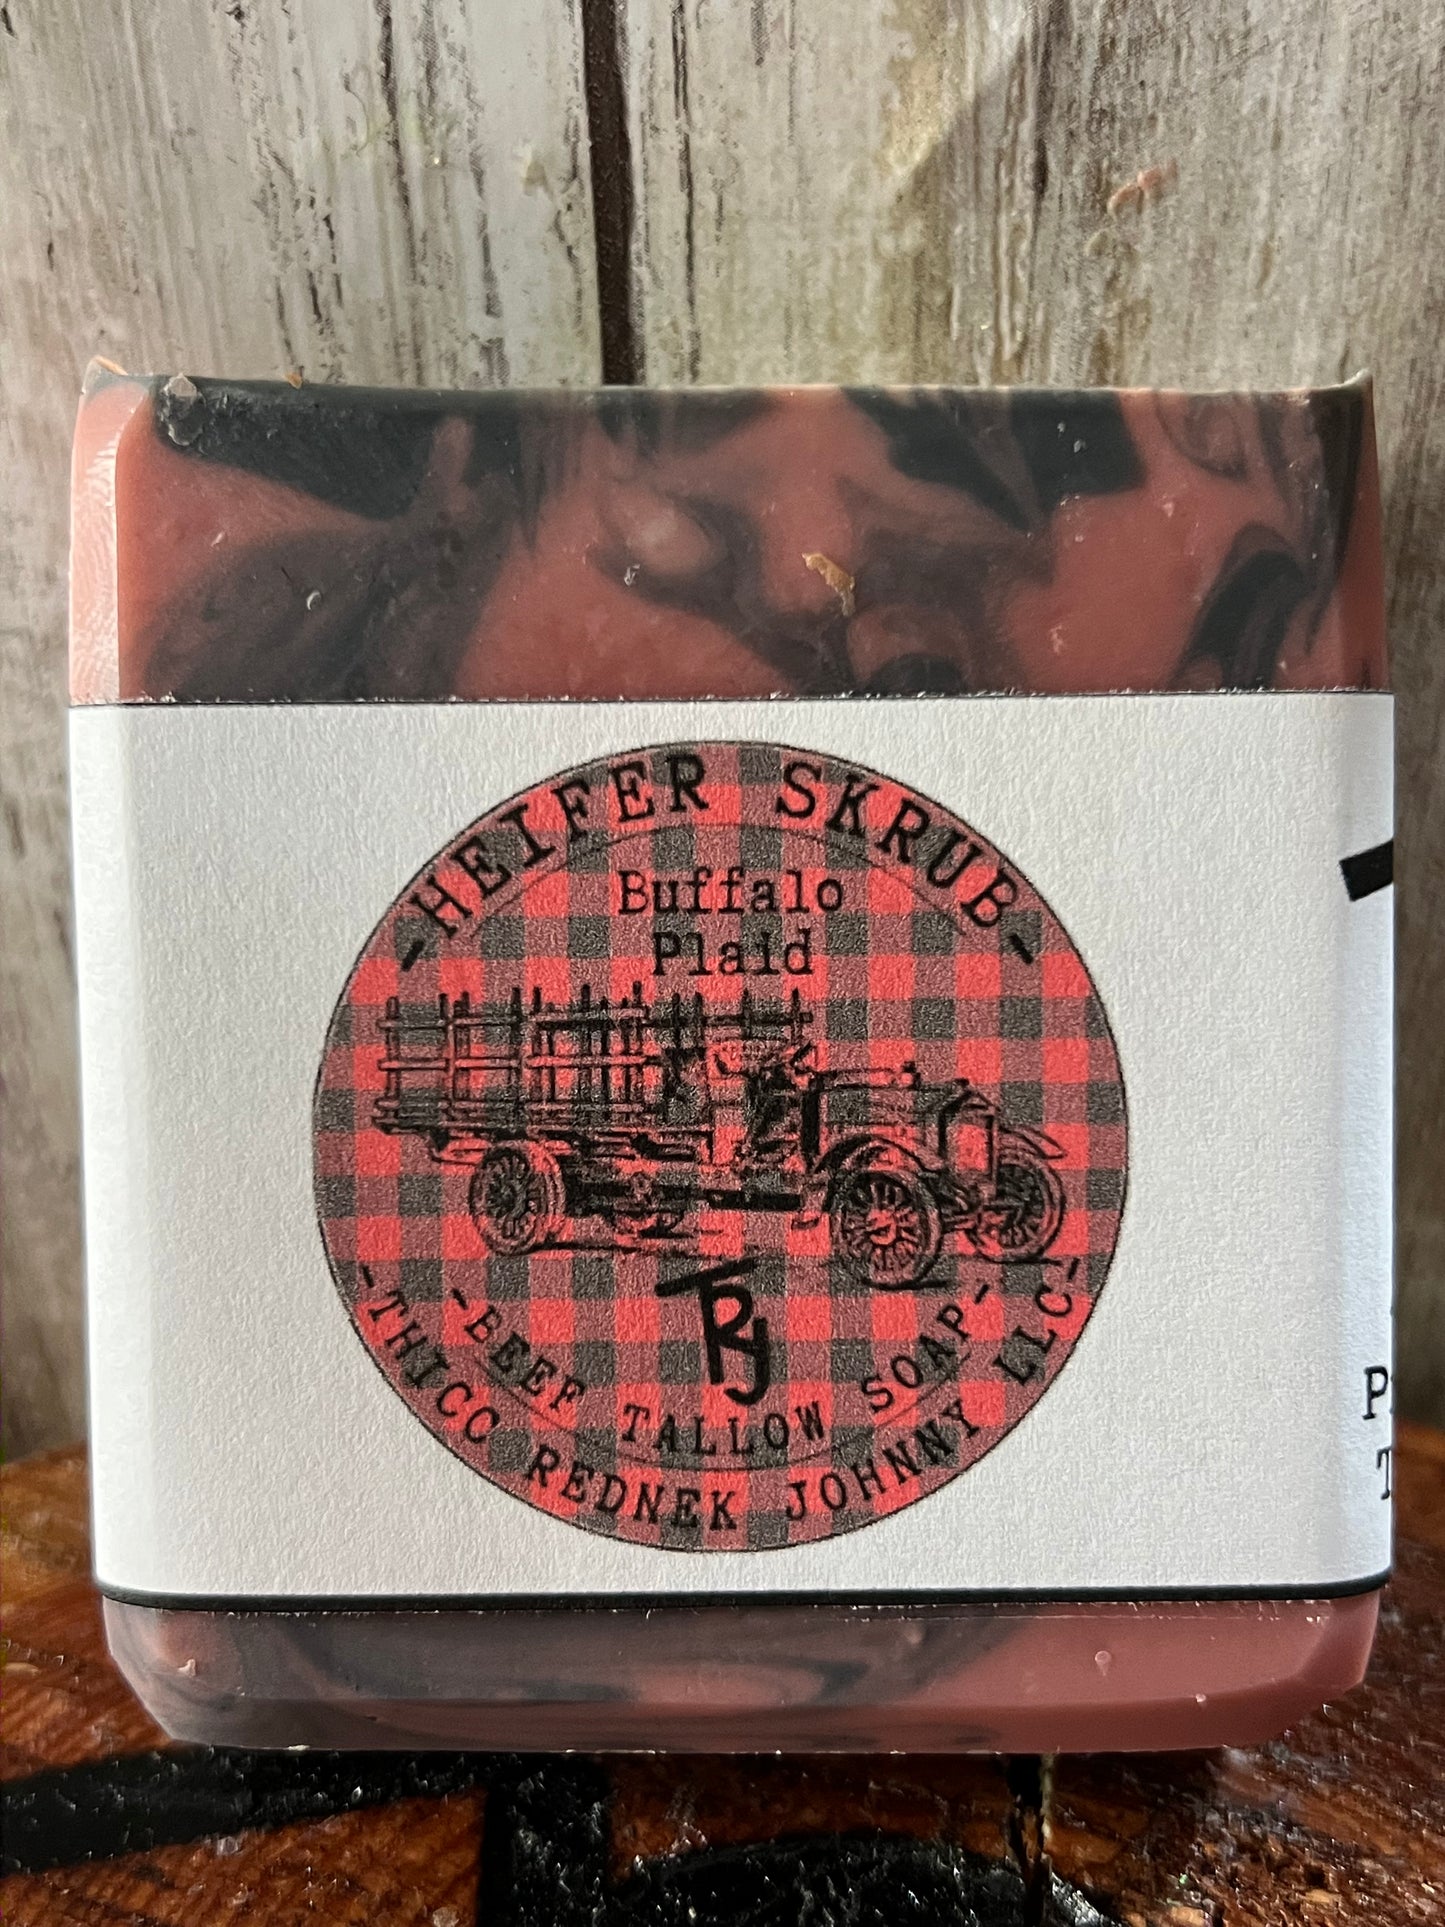 -HEIFER SKRUB-
Buffalo
Plaid
TRJ
-BEEF TALLOW SOAP-
-THICC REDNEK JOHNNY LLC-